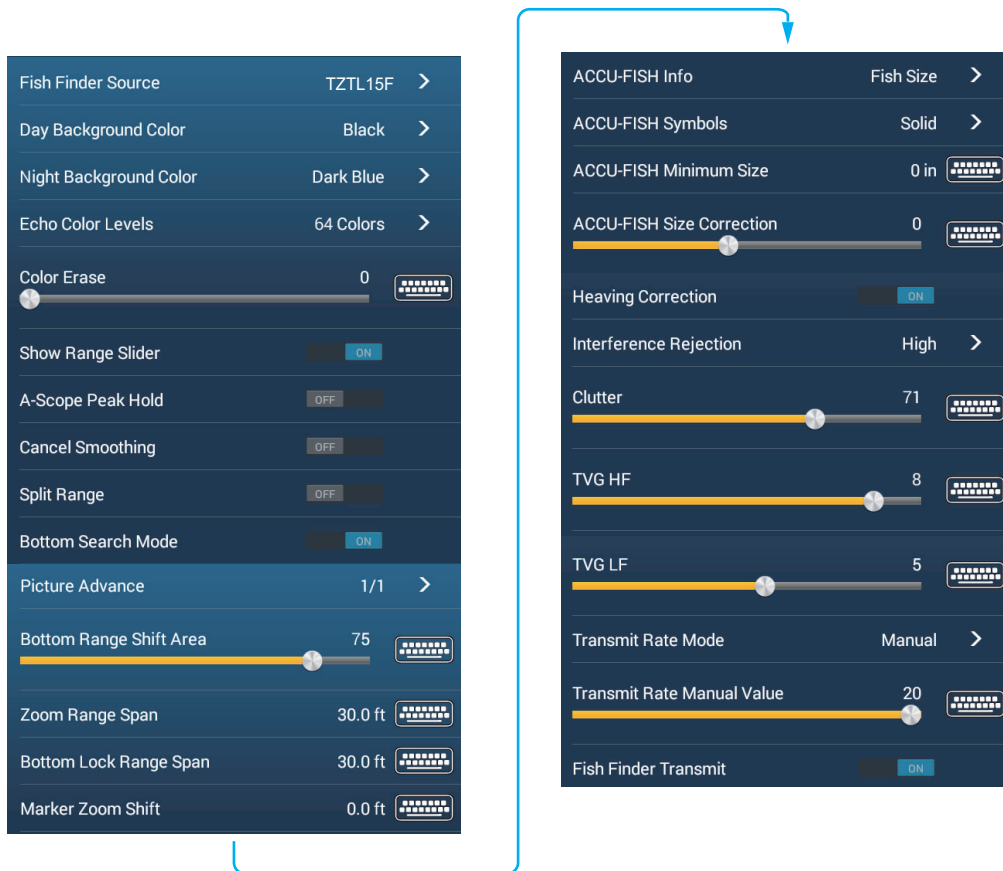 Fish Finder Source TZTL15F
Day Background Color Black
Night Background Color Dark Blue
Echo Color Levels 64 Colors
Color Erase 0
Show Range Slider ON
A-Scope Peak Hold OFF
Cancel Smoothing OFF
Split Range OFF
Bottom Search Mode ON
Picture Advance 1/1
Bottom Range Shift Area 75
Zoom Range Span 30.0 ft
Bottom Lock Range Span 30.0 ft
Marker Zoom Shift 0.0 ft
ACCU-FISH Info Fish Size
ACCU-FISH Symbols Solid
ACCU-FISH Minimum Size 0 in
ACCU-FISH Size Correction 0
Heaving Correction ON
Interference Rejection High
Clutter 71
TVG HF 8
TVG LF 5
Transmit Rate Mode Manual
Transmit Rate Manual Value 20
Fish Finder Transmit ON